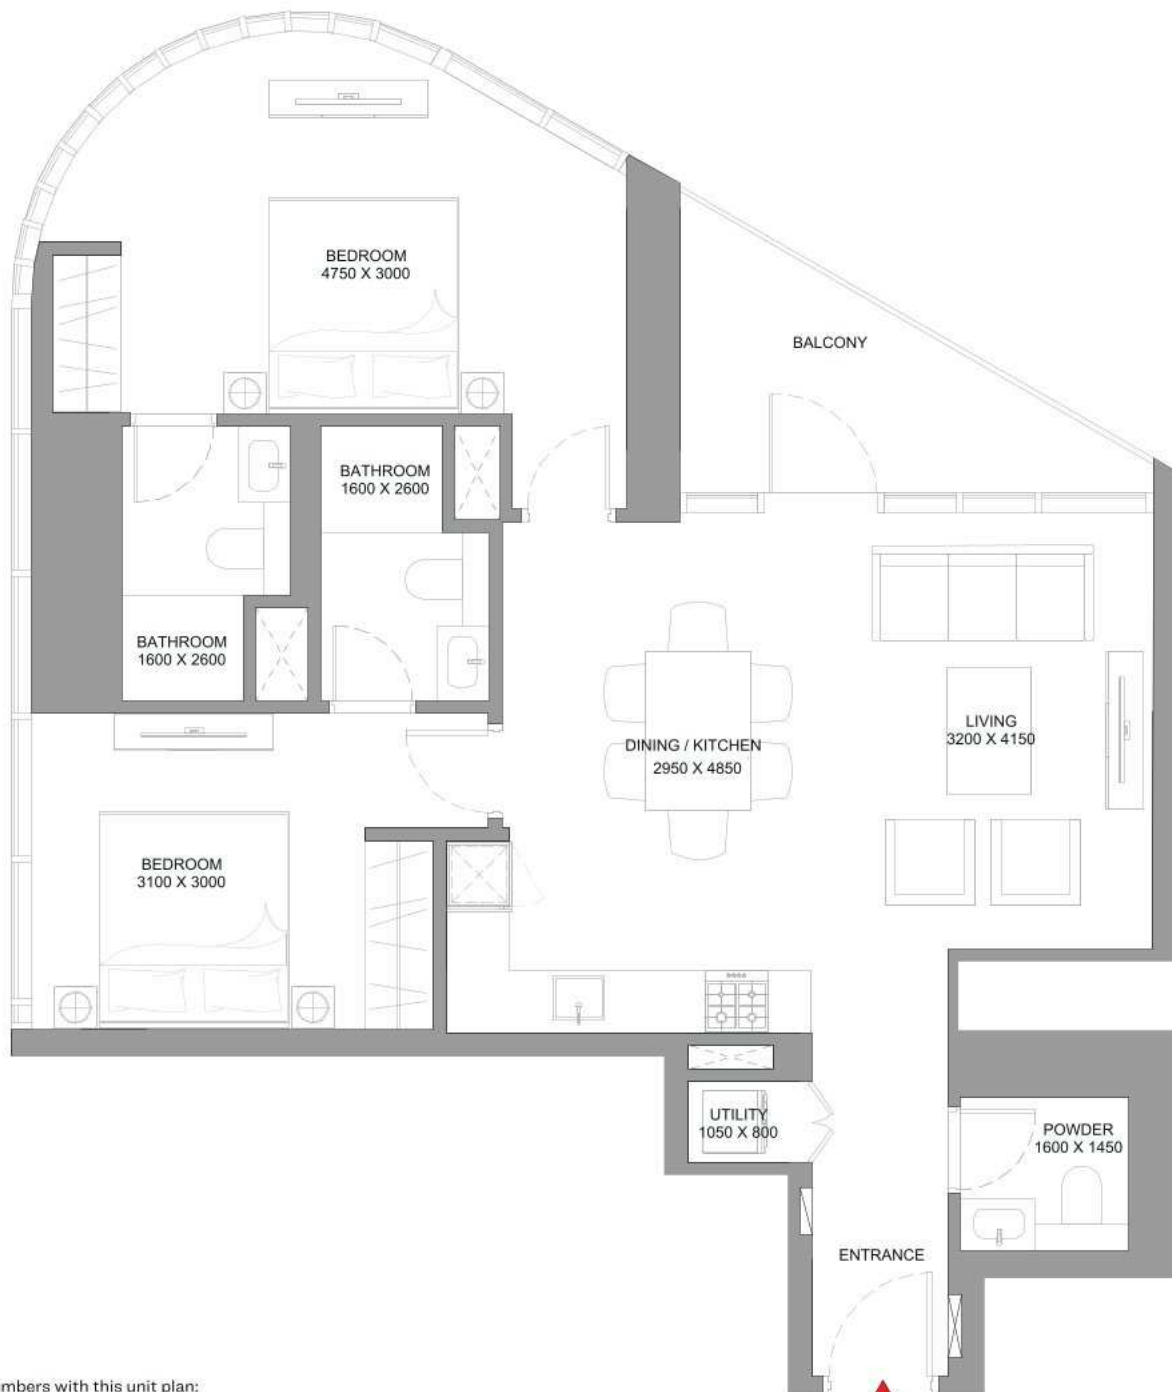 BEDROOM
4750 X 3000
BALCONY
BATHROOM
1600 X 2600
BATHROOM
1600 X 2600
LIVING
3200 X 4150
DINING / KITCHEN
2950 X 4850
BEDROOM
3100 X 3000
UTILITY
1050 X 800
POWDER
1600 X 1450
ENTRANCE
with this unit plan: